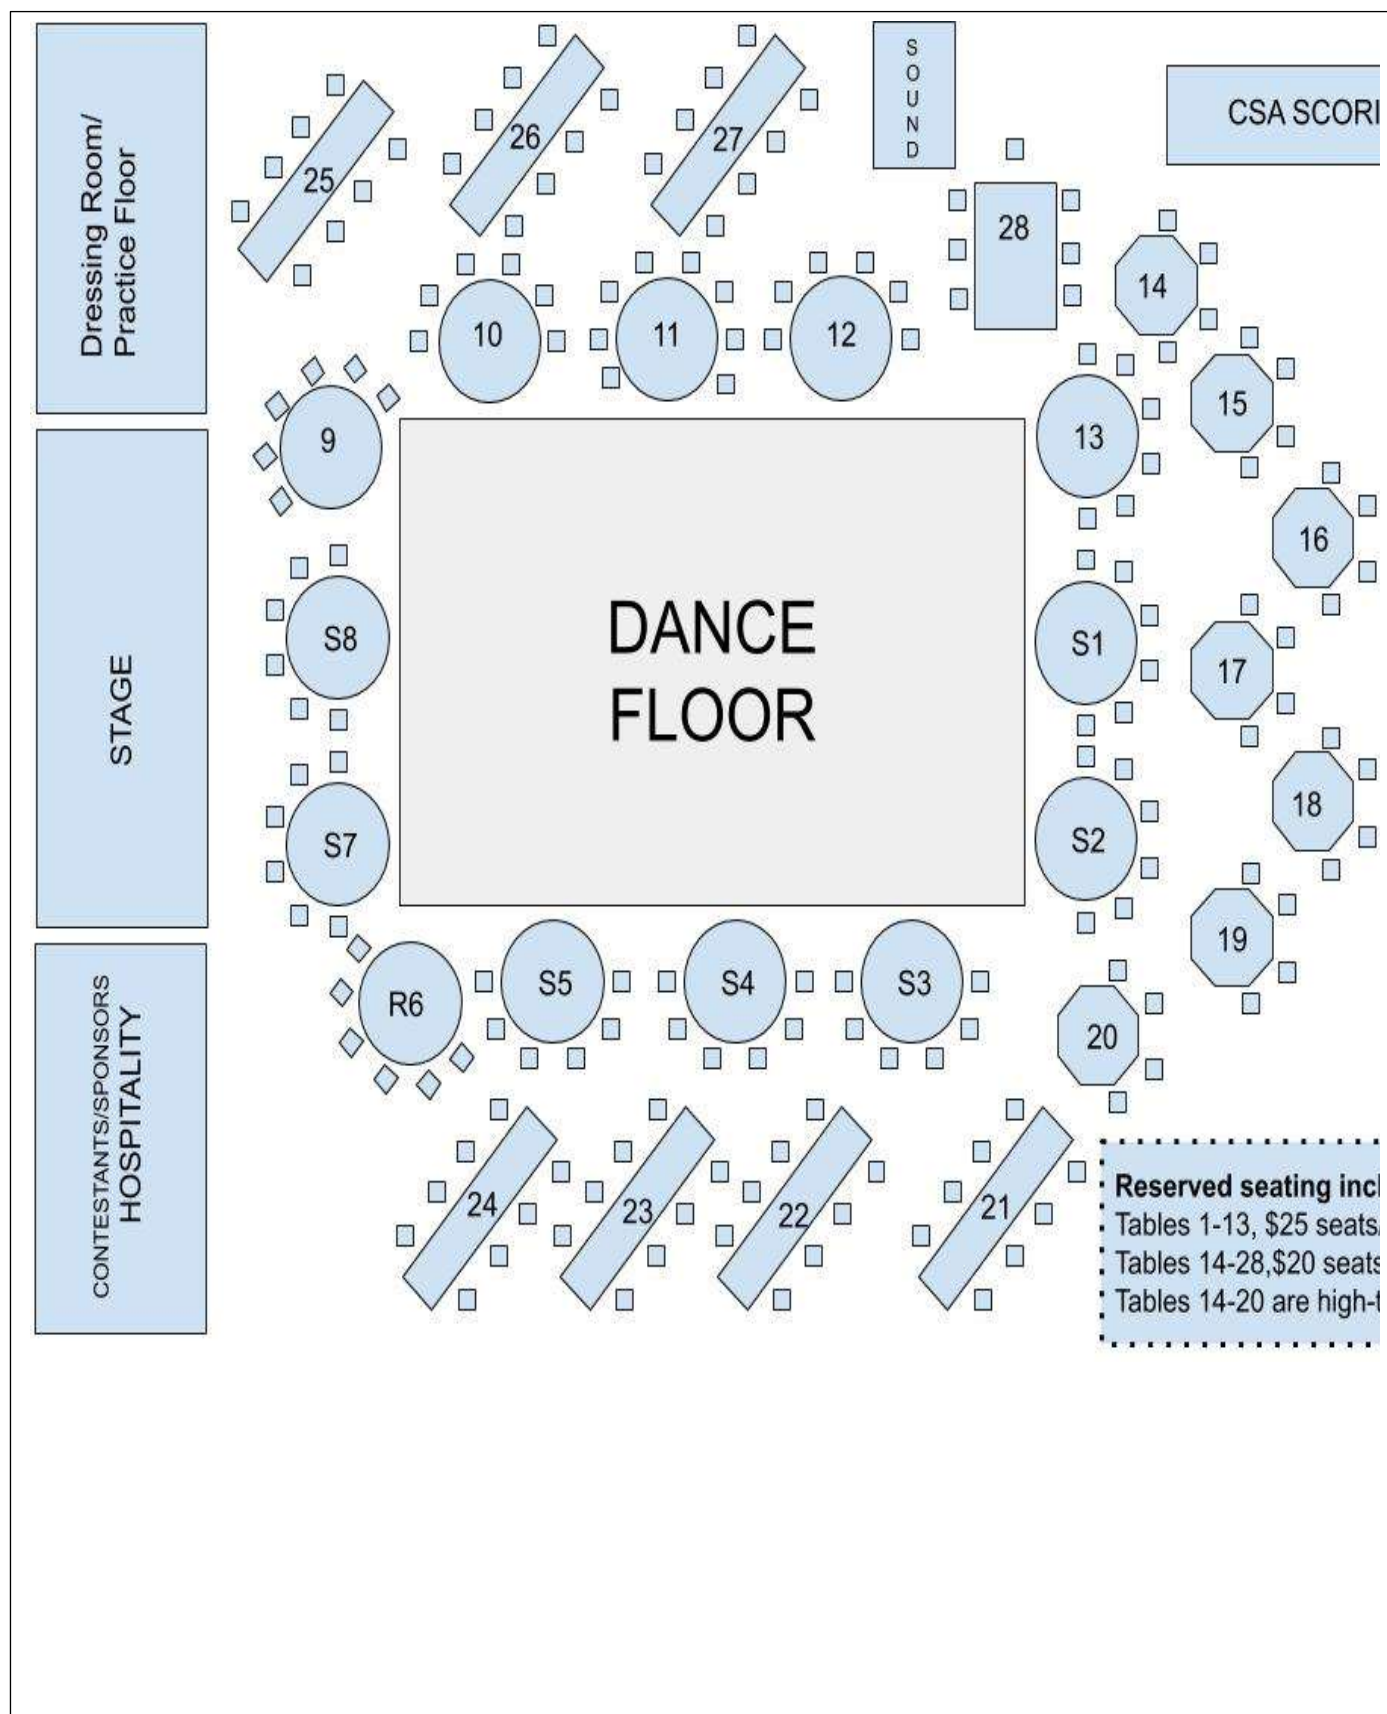 Dressing Room/
Practice Floor
STAGE
CONTESTANTS/SPONSORS
HOSPITALITY
25
26
27
SOUND
CSA SCORI
28
14
10
11
12
9
13
15
16
S8
DANCE
FLOOR
S1
17
S7
S2
18
19
R6
S5
S4
S3
20
24
23
22
21
Reserved seating incl
Tables 1-13, $25 seats
Tables 14-28,$20 seats
Tables 14-20 are high-t